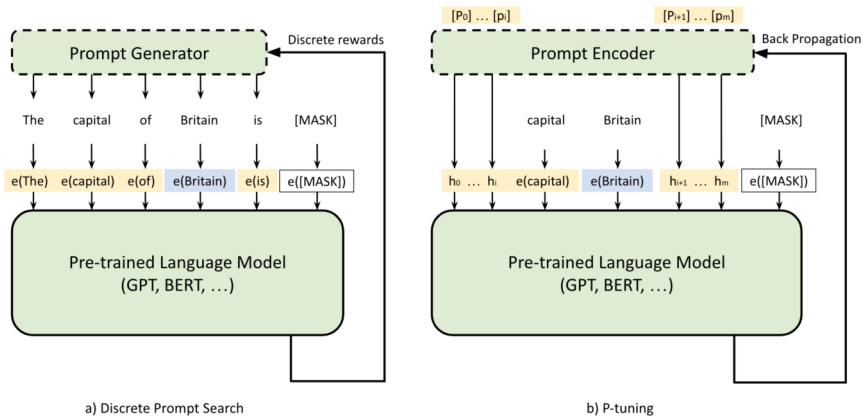 Prompt Generator
Discrete rewards
The capital of Britain is [MASK]
e(The) e(capital) e(of) e(Britain) e(is) e([MASK])
Pre-trained Language Model
(GPT, BERT, …)
a) Discrete Prompt Search
[P₀] … [pᵢ] [Pᵢ₊₁] … [pₘ]
Prompt Encoder
Back Propagation
capital Britain [MASK]
h₀ … hᵢ e(capital) e(Britain) hᵢ₊₁ … hₘ e([MASK])
Pre-trained Language Model
(GPT, BERT, …)
b) P-tuning